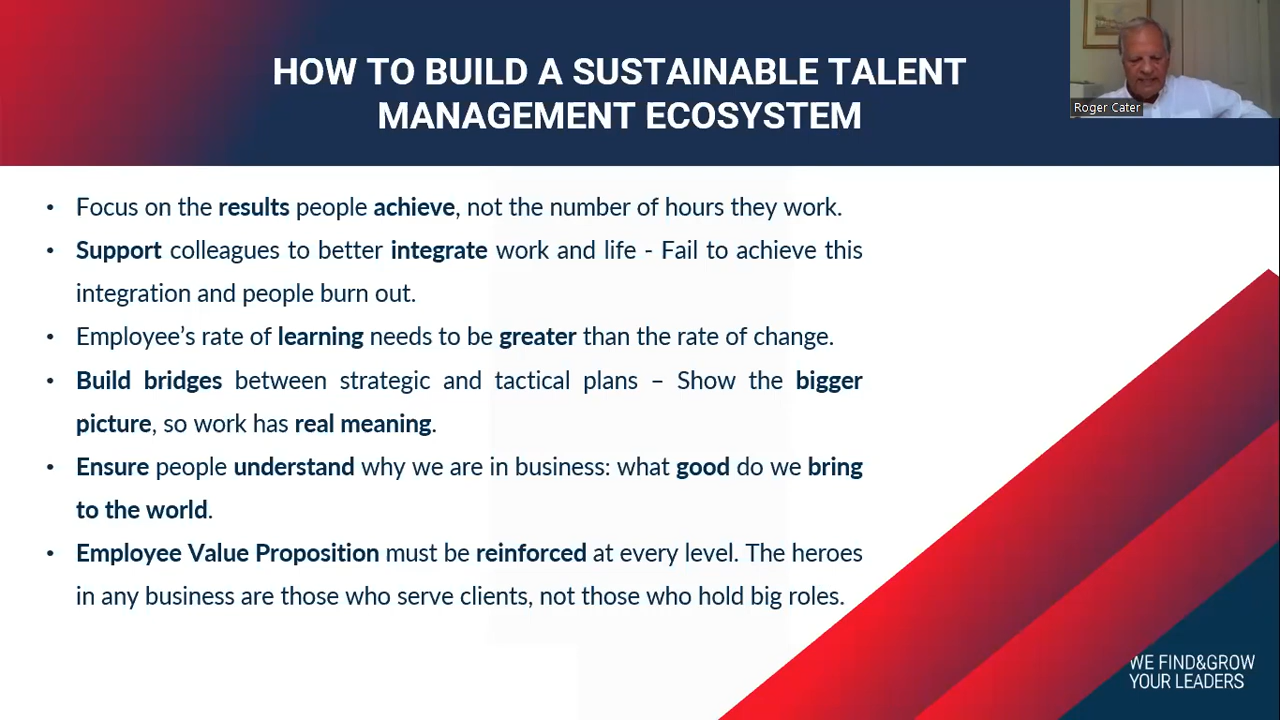 HOW TO BUILD A SUSTAINABLE TALENT
MANAGEMENT ECOSYSTEM
Roger Cater
• Focus on the results people achieve, not the number of hours they work.
• Support colleagues to better integrate work and life - Fail to achieve this
integration and people burn out.
• Employee’s rate of learning needs to be greater than the rate of change.
• Build bridges between strategic and tactical plans – Show the bigger
picture, so work has real meaning.
• Ensure people understand why we are in business: what good do we bring
to the world.
• Employee Value Proposition must be reinforced at every level. The heroes
in any business are those who serve clients, not those who hold big roles.
WE FIND&GROW
YOUR LEADERS